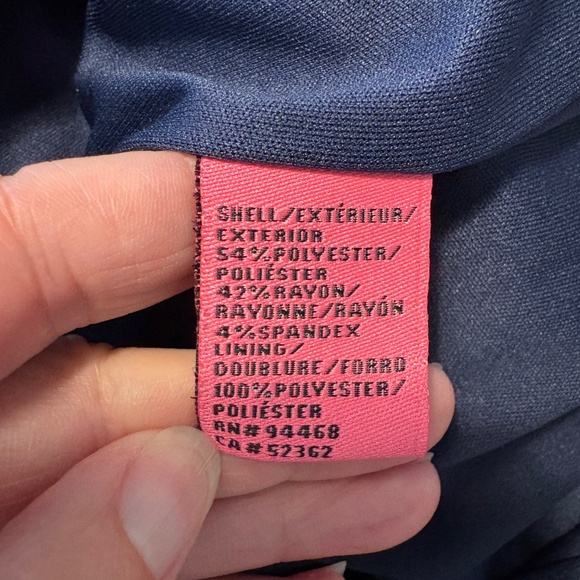 SHELL/EXTÉRIEUR/
EXTERIOR
54%POLYESTER/
POLIÉSTER
42%RAYON/
RAYONNE/RAYÓN
4%SPANDEX
LINING/
DOUBLURE/FORRO
100%POLYESTER/
POLIÉSTER
RN#94468
CA#52362